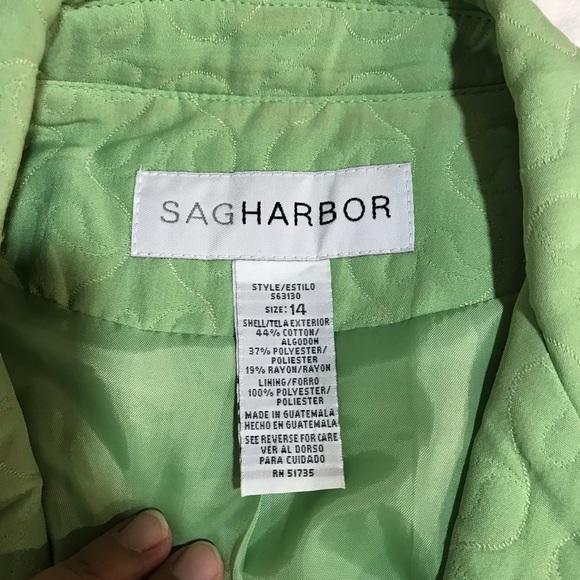 SAGHARBOR
STYLE/ESTILO
S63130
SIZE: 14
SHELL/TELA EXTERIOR
44% COTTON/
ALGODON
37% POLYESTER/
POLIESTER
19% RAYON/RAYON
LINING/FORRO
100% POLYESTER/
POLIESTER
MADE IN GUATEMALA
HECHO EN GUATEMALA
SEE REVERSE FOR CARE
VER AL DORSO
PARA CUIDADO
RN 51735